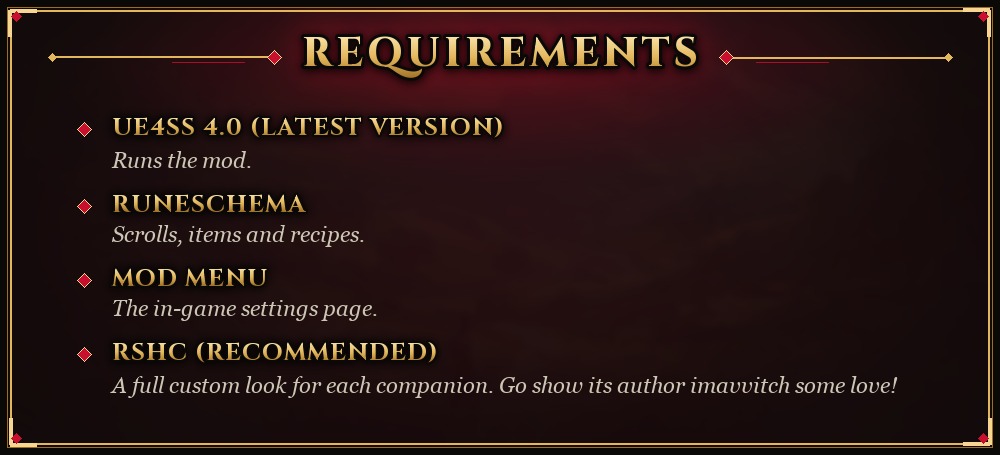 REQUIREMENTS
UE4SS 4.0 (LATEST VERSION)
Runs the mod.
RUNESCHEMA
Scrolls, items and recipes.
MOD MENU
The in-game settings page.
RSHC (RECOMMENDED)
A full custom look for each companion. Go show its author imavvitch some love!